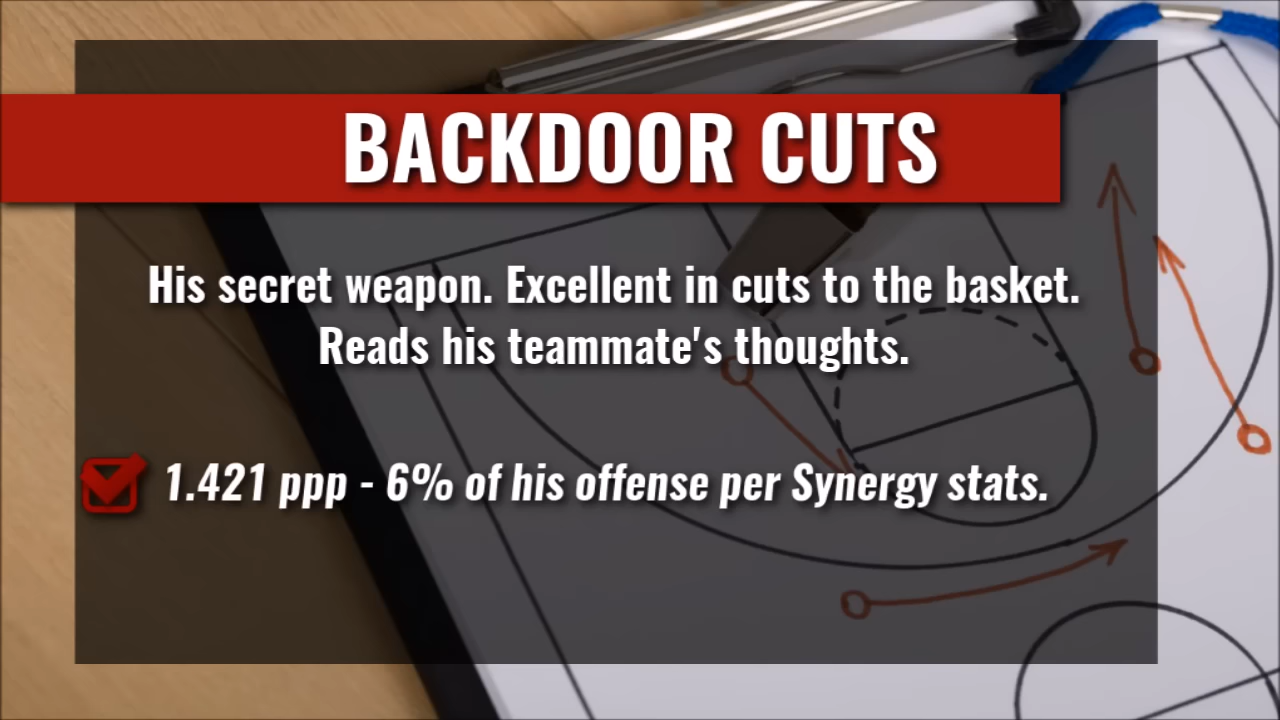 BACKDOOR CUTS
His secret weapon. Excellent in cuts to the basket.
Reads his teammate's thoughts.
1.421 ppp - 6% of his offense per Synergy stats.